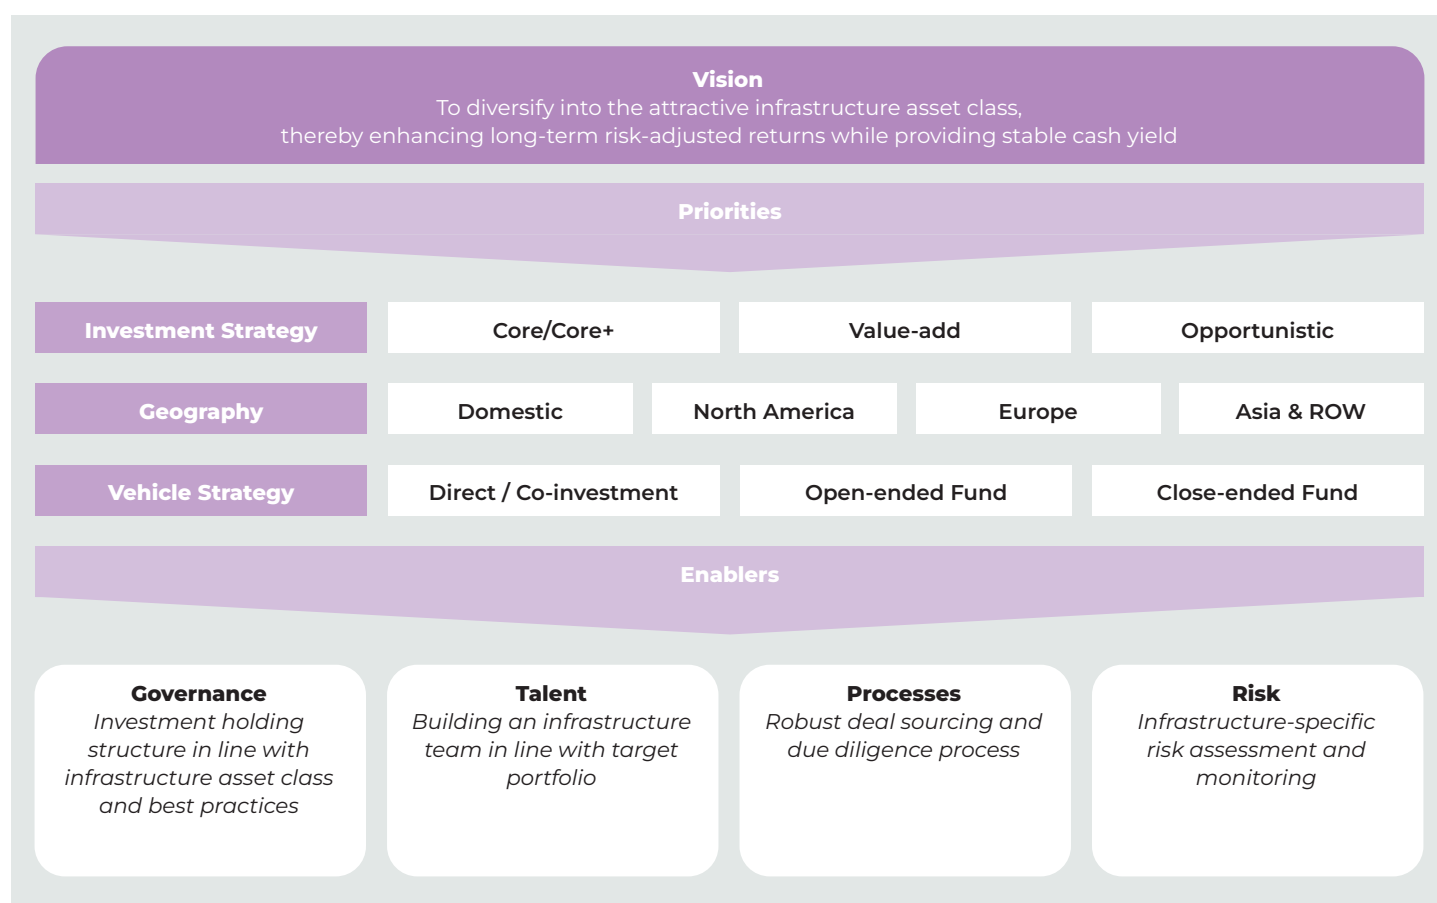 Vision
To diversify into the attractive infrastructure asset class,
thereby enhancing long-term risk-adjusted returns while providing stable cash yield
Priorities
Investment Strategy
Core/Core+
Value-add
Opportunistic
Geography
Domestic
North America
Europe
Asia & ROW
Vehicle Strategy
Direct / Co-investment
Open-ended Fund
Close-ended Fund
Enablers
Governance
Investment holding
structure in line with
infrastructure asset class
and best practices
Talent
Building an infrastructure
team in line with target
portfolio
Processes
Robust deal sourcing and
due diligence process
Risk
Infrastructure-specific
risk assessment and
monitoring